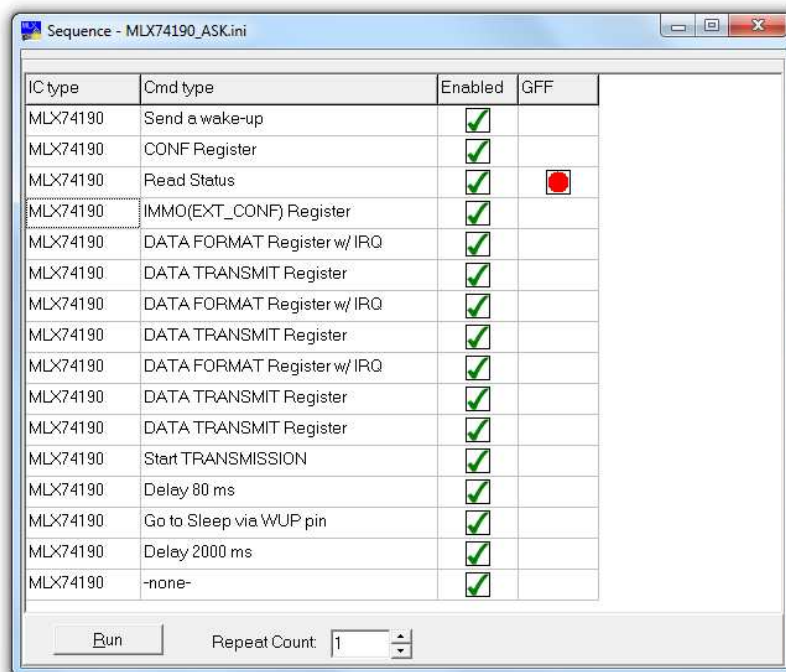 Sequence - MLX74190_ASK.ini
IC type Cmd type Enabled GFF
MLX74190 Send a wake-up
MLX74190 CONF Register
MLX74190 Read Status
MLX74190 IMMO(EXT_CONF) Register
MLX74190 DATA FORMAT Register w/ IRQ
MLX74190 DATA TRANSMIT Register
MLX74190 DATA FORMAT Register w/ IRQ
MLX74190 DATA TRANSMIT Register
MLX74190 DATA FORMAT Register w/ IRQ
MLX74190 DATA TRANSMIT Register
MLX74190 DATA TRANSMIT Register
MLX74190 Start TRANSMISSION
MLX74190 Delay 80 ms
MLX74190 Go to Sleep via WUP pin
MLX74190 Delay 2000 ms
MLX74190 -none-
Run Repeat Count: 1